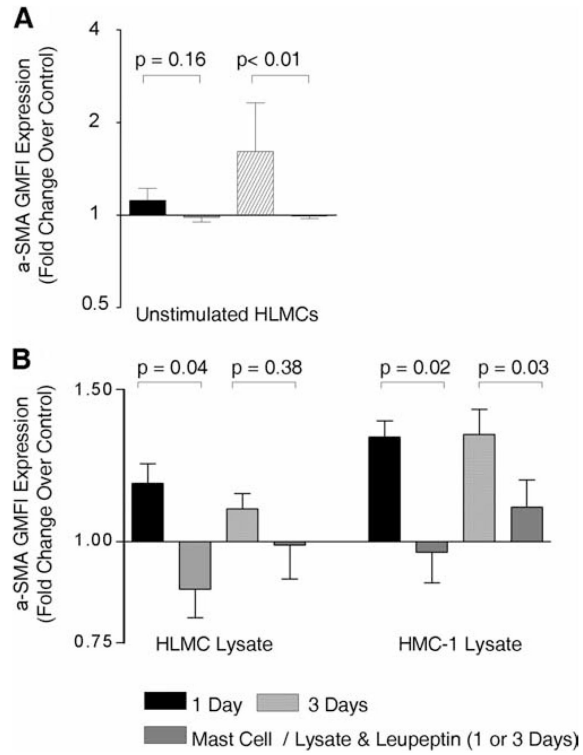 A
a-SMA GMFI Expression
(Fold Change Over Control)
4
2
1
0.5
p = 0.16
p< 0.01
Unstimulated HLMCs
B
a-SMA GMFI Expression
(Fold Change Over Control)
1.50
1.00
0.75
p = 0.04
p = 0.38
p = 0.02
p = 0.03
HLMC Lysate
HMC-1 Lysate
1 Day
3 Days
Mast Cell / Lysate & Leupeptin (1 or 3 Days)